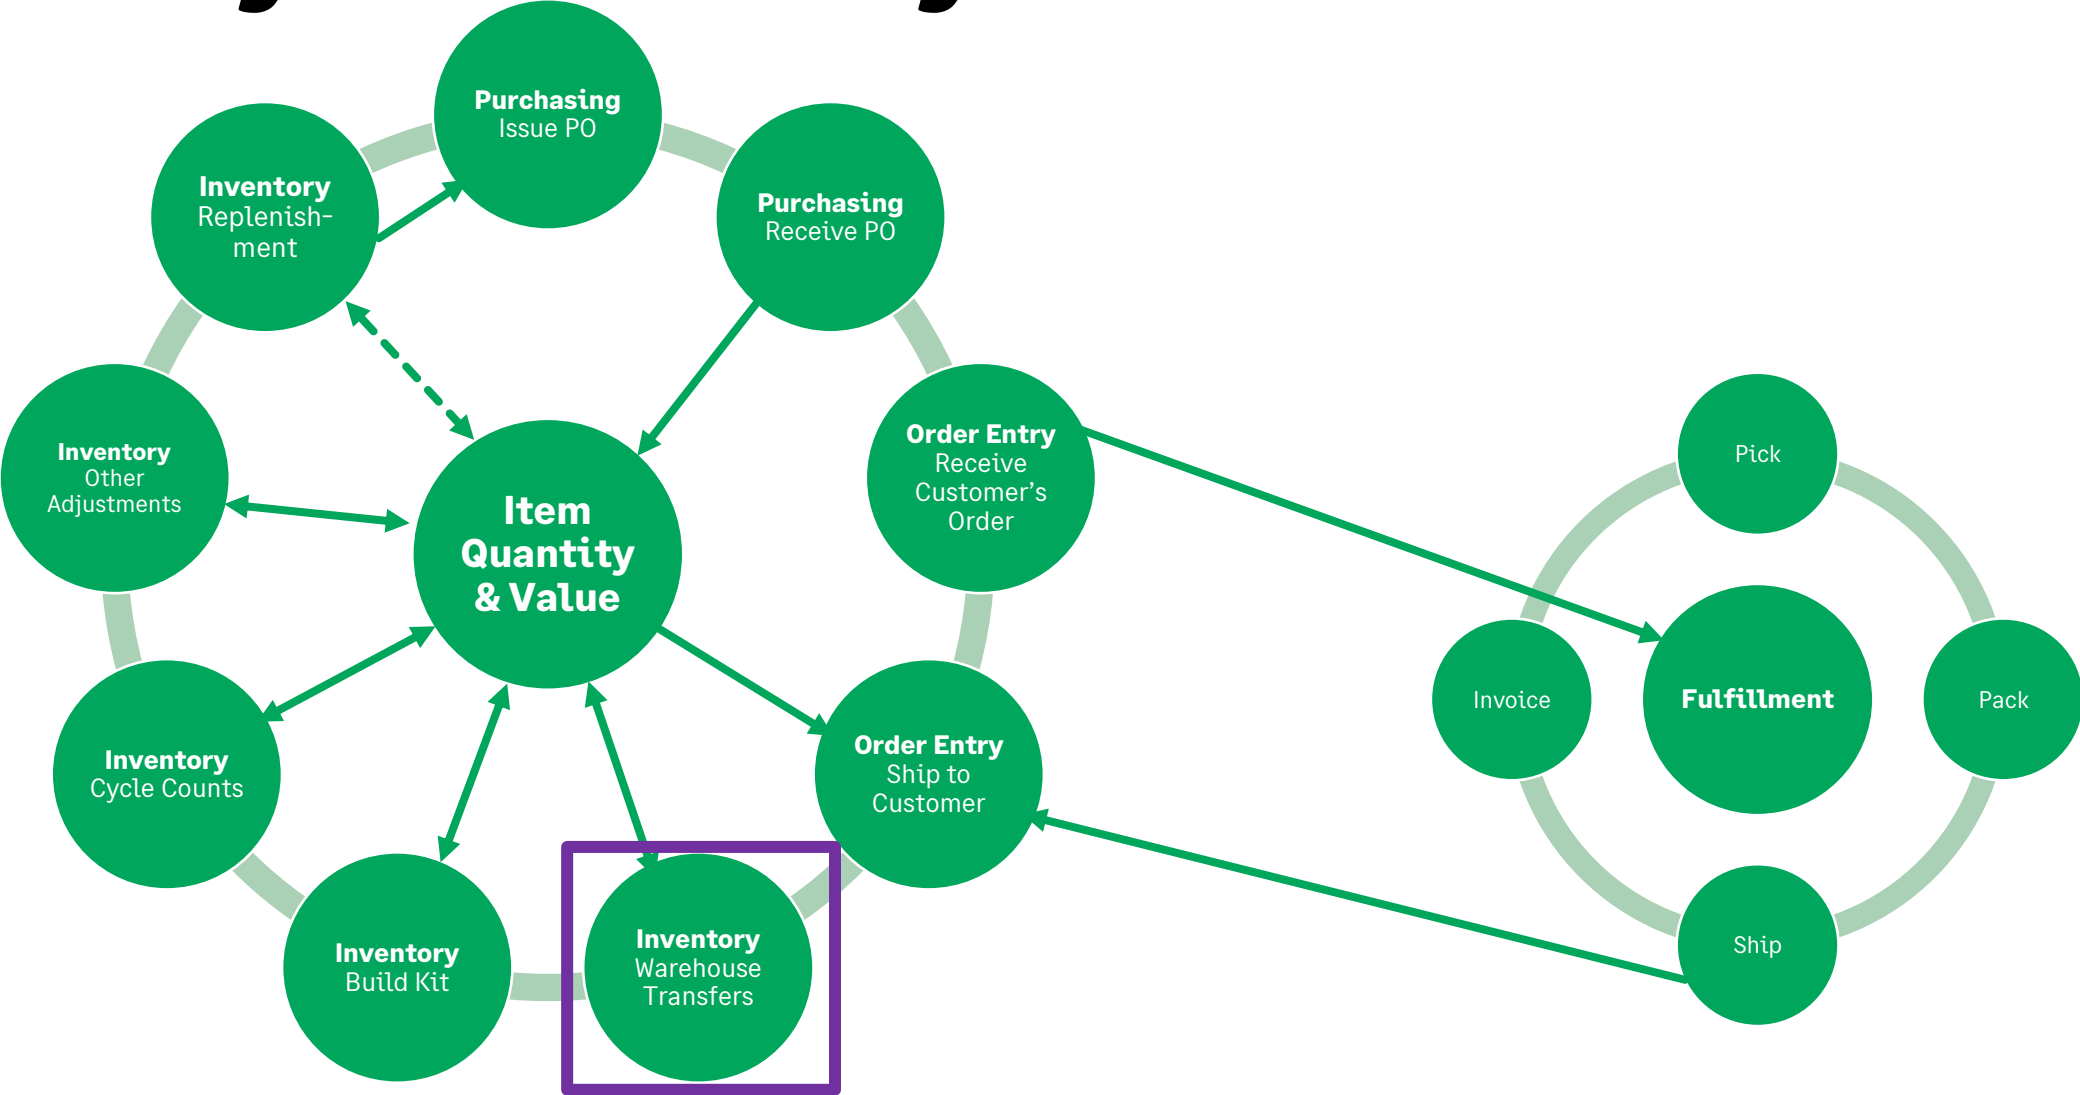 Purchasing
Issue PO
Inventory
Replenish-
ment
Purchasing
Receive PO
Inventory
Other
Adjustments
Order Entry
Receive
Customer's
Order
Item
Quantity
& Value
Inventory
Cycle Counts
Order Entry
Ship to
Customer
Inventory
Build Kit
Inventory
Warehouse
Transfers
Pick
Invoice
Fulfillment
Pack
Ship